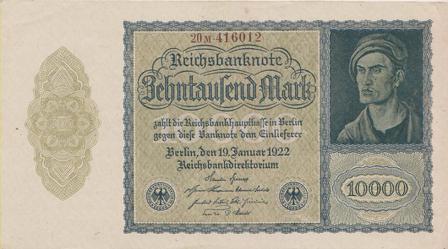 20M·416012
Reichsbanknote
Zehntausend Mark
zahlt die Reichsbankhauptkasse in Berlin
gegen diese Banknote dem Einlieferer
Berlin, den 19. Januar 1922
Reichsbankdirektorium
10000